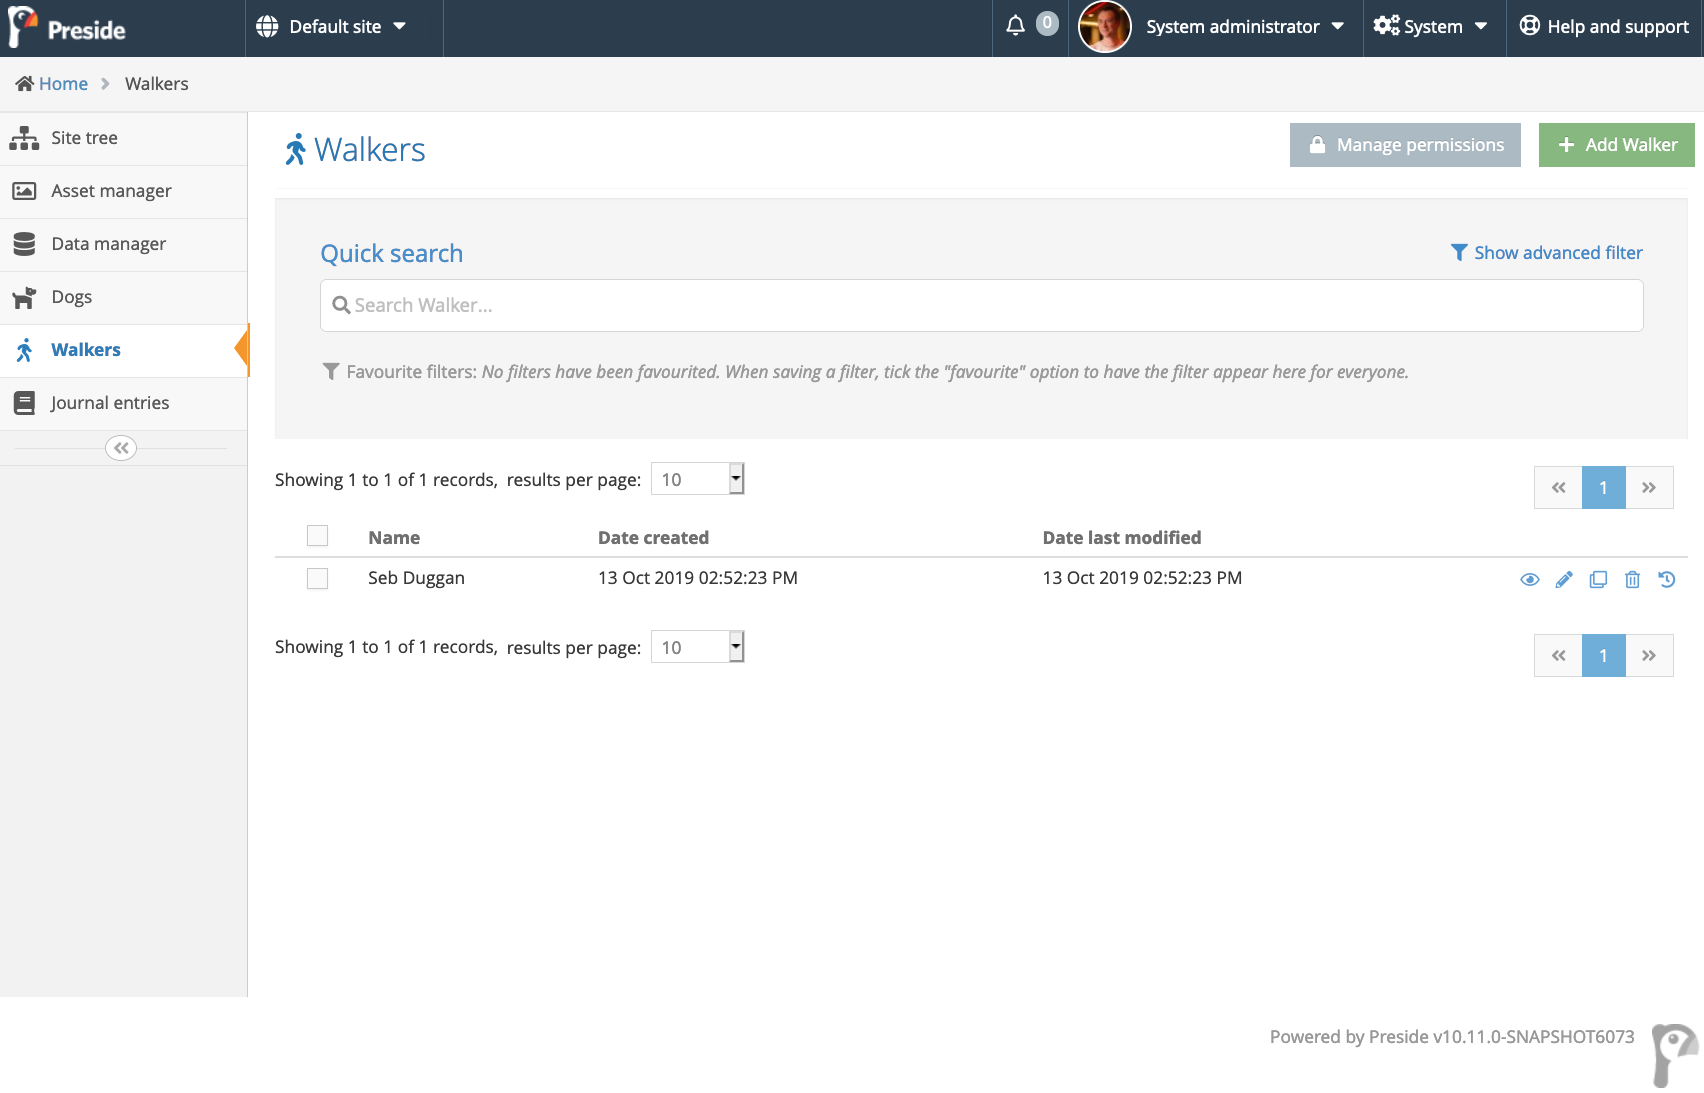 Preside
Default site
0
System administrator
System
Help and support
Home
Walkers
Site tree
Asset manager
Data manager
Dogs
Walkers
Journal entries
Walkers
Manage permissions
Add Walker
Quick search
Show advanced filter
Search Walker...
Favourite filters: No filters have been favourited. When saving a filter, tick the "favourite" option to have the filter appear here for everyone.
Showing 1 to 1 of 1 records, results per page: 10
1
Name Date created Date last modified
Seb Duggan 13 Oct 2019 02:52:23 PM 13 Oct 2019 02:52:23 PM
Showing 1 to 1 of 1 records, results per page: 10
1
Powered by Preside v10.11.0-SNAPSHOT6073